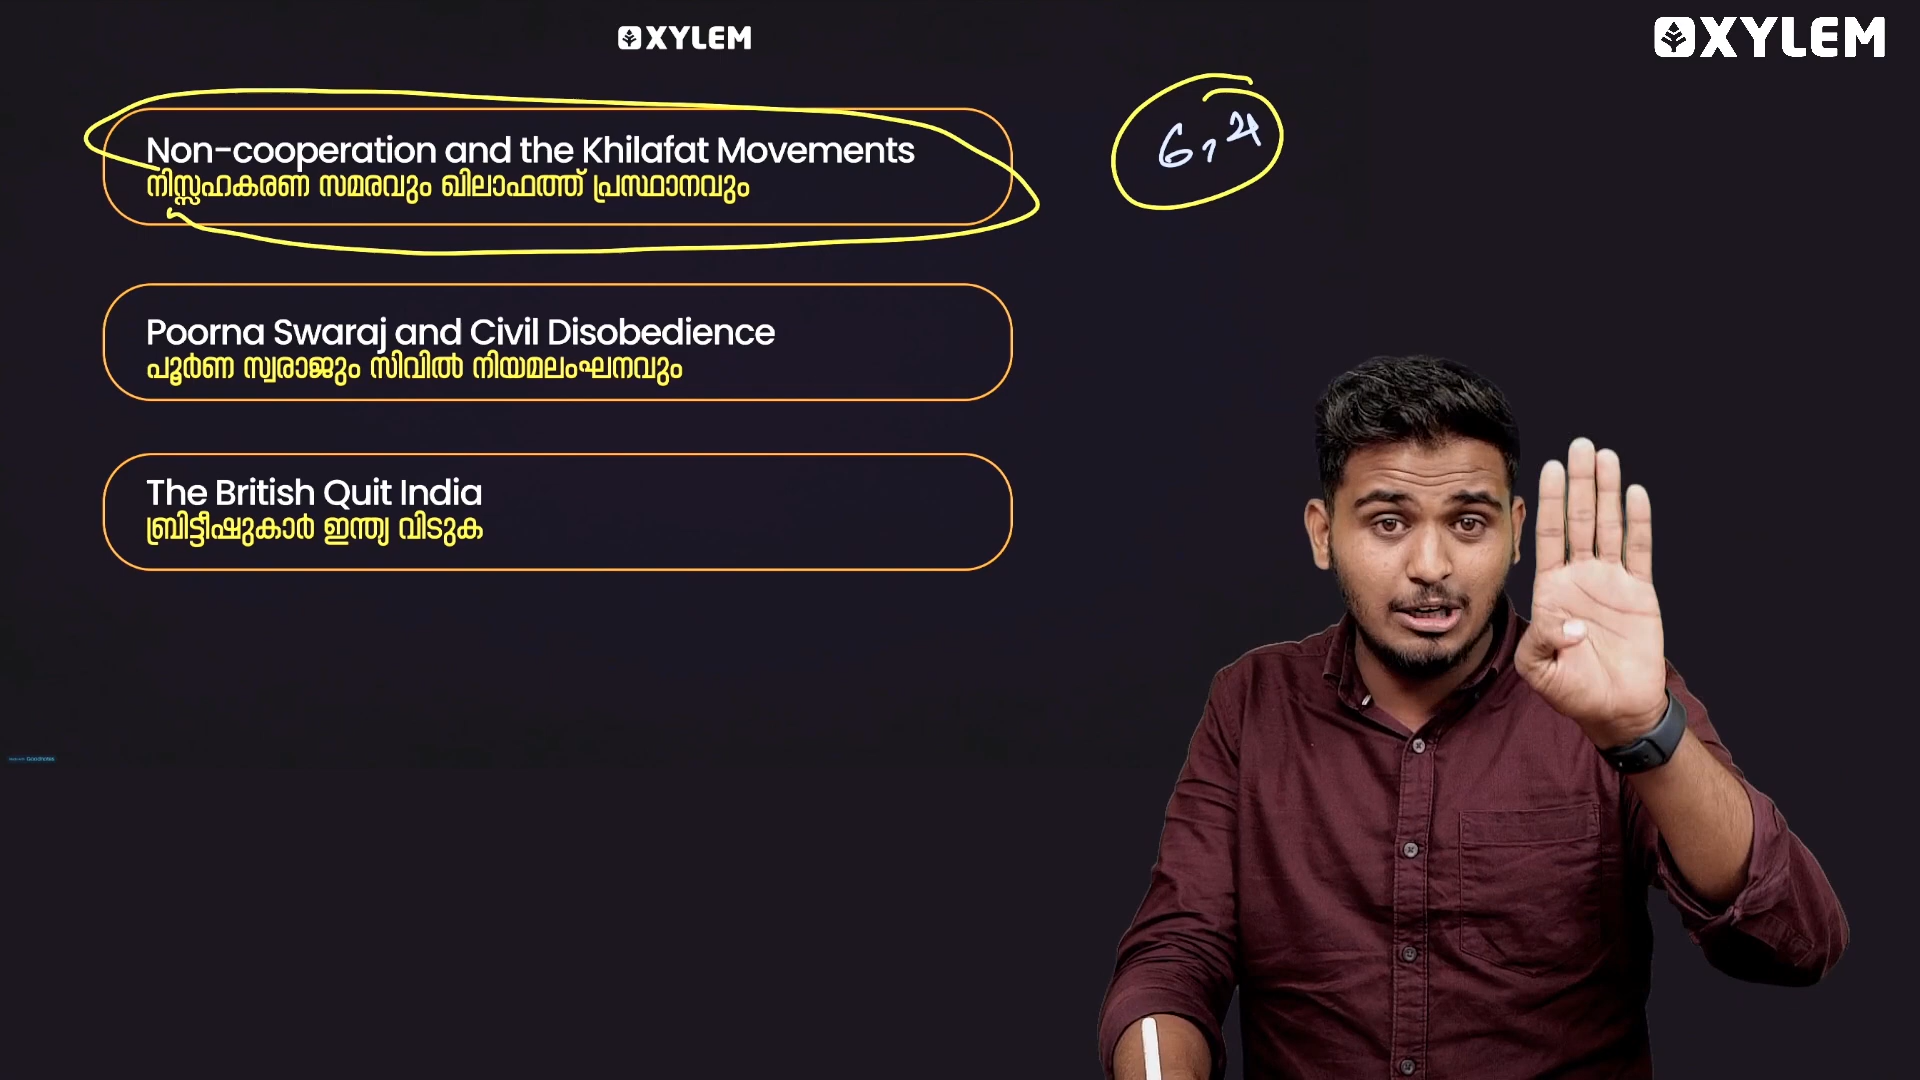 XYLEM
XYLEM
Non-cooperation and the Khilafat Movements
നിസ്സഹകരണ സമരവും ഖിലാഫത്ത് പ്രസ്ഥാനവും
6, 4
Poorna Swaraj and Civil Disobedience
പൂർണ സ്വരാജും സിവിൽ നിയമലംഘനവും
The British Quit India
ബ്രിട്ടീഷുകാർ ഇന്ത്യ വിടുക